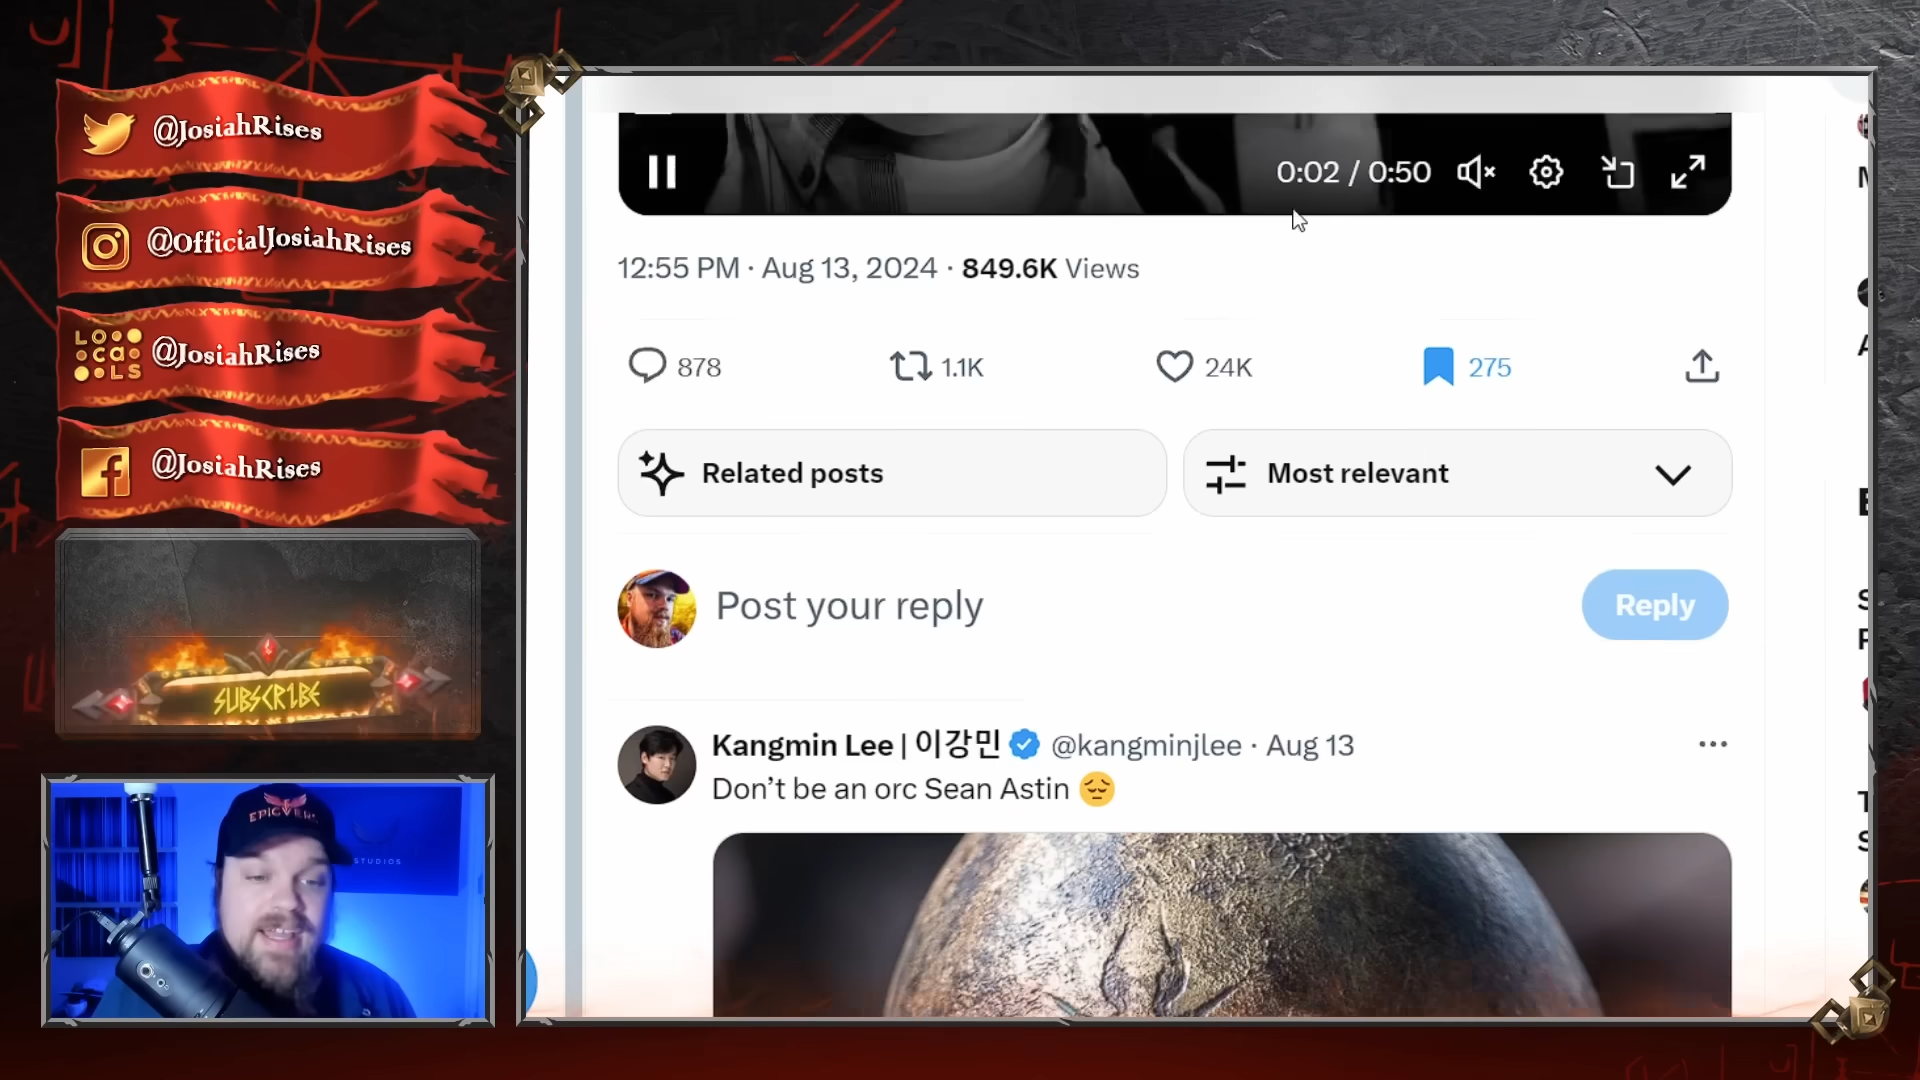 @JosiahRises
@OfficialJosiahRises
LOcaLS
@JosiahRises
@JosiahRises
SUBSCRIBE
STUDIOS
0:02 / 0:50
12:55 PM · Aug 13, 2024 · 849.6K Views
878
1.1K
24K
275
Related posts
Most relevant
Post your reply
Reply
Kangmin Lee | 이강민 @kangminjlee · Aug 13
Don’t be an orc Sean Astin 😔